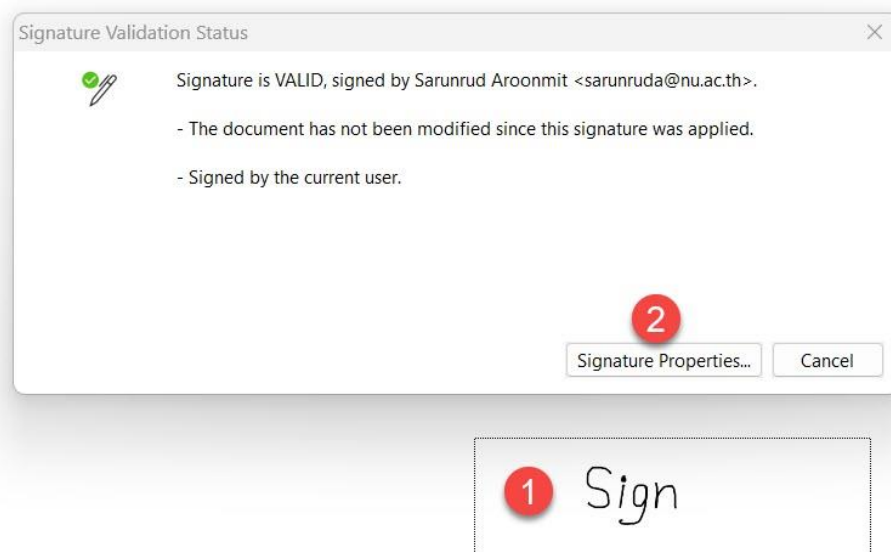 Signature Validation Status
Signature is VALID, signed by Sarunrud Aroonmit <sarunruda@nu.ac.th>.
- The document has not been modified since this signature was applied.
- Signed by the current user.
2
Signature Properties...
Cancel
1
Sign